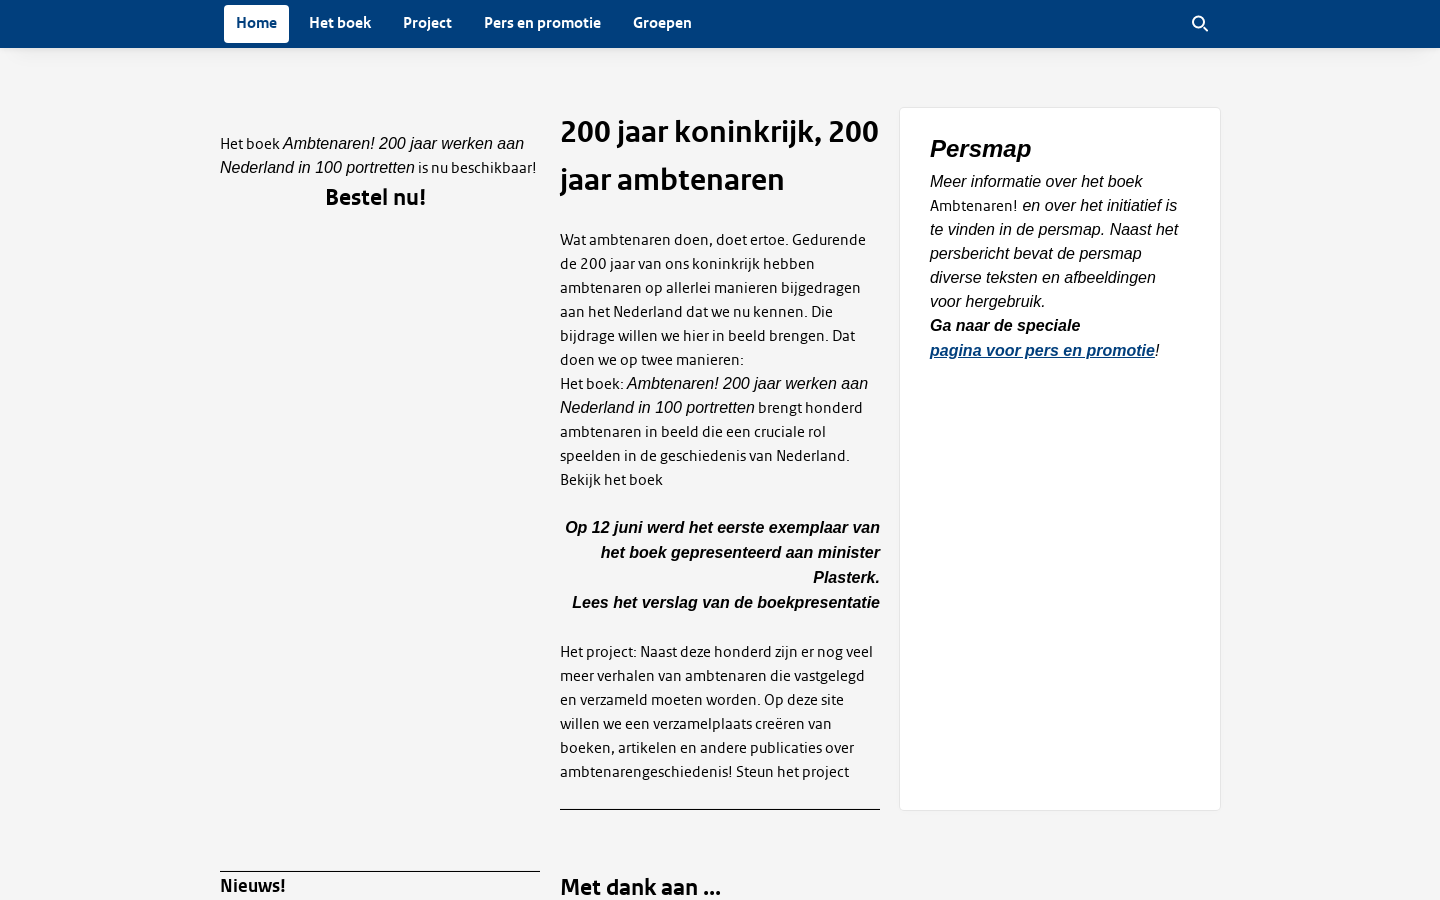 Home Het boek Project Pers en promotie Groepen
Het boek Ambtenaren! 200 jaar werken aan
Nederland in 100 portretten is nu beschikbaar!
Bestel nu!
200 jaar koninkrijk, 200
jaar ambtenaren
Wat ambtenaren doen, doet ertoe. Gedurende
de 200 jaar van ons koninkrijk hebben
ambtenaren op allerlei manieren bijgedragen
aan het Nederland dat we nu kennen. Die
bijdrage willen we hier in beeld brengen. Dat
doen we op twee manieren:
Het boek: Ambtenaren! 200 jaar werken aan
Nederland in 100 portretten brengt honderd
ambtenaren in beeld die een cruciale rol
speelden in de geschiedenis van Nederland.
Bekijk het boek
Op 12 juni werd het eerste exemplaar van
het boek gepresenteerd aan minister
Plasterk.
Lees het verslag van de boekpresentatie
Het project: Naast deze honderd zijn er nog veel
meer verhalen van ambtenaren die vastgelegd
en verzameld moeten worden. Op deze site
willen we een verzamelplaats creëren van
boeken, artikelen en andere publicaties over
ambtenarengeschiedenis! Steun het project
Persmap
Meer informatie over het boek
Ambtenaren! en over het initiatief is
te vinden in de persmap. Naast het
persbericht bevat de persmap
diverse teksten en afbeeldingen
voor hergebruik.
Ga naar de speciale
pagina voor pers en promotie!
Nieuws!
Met dank aan ...